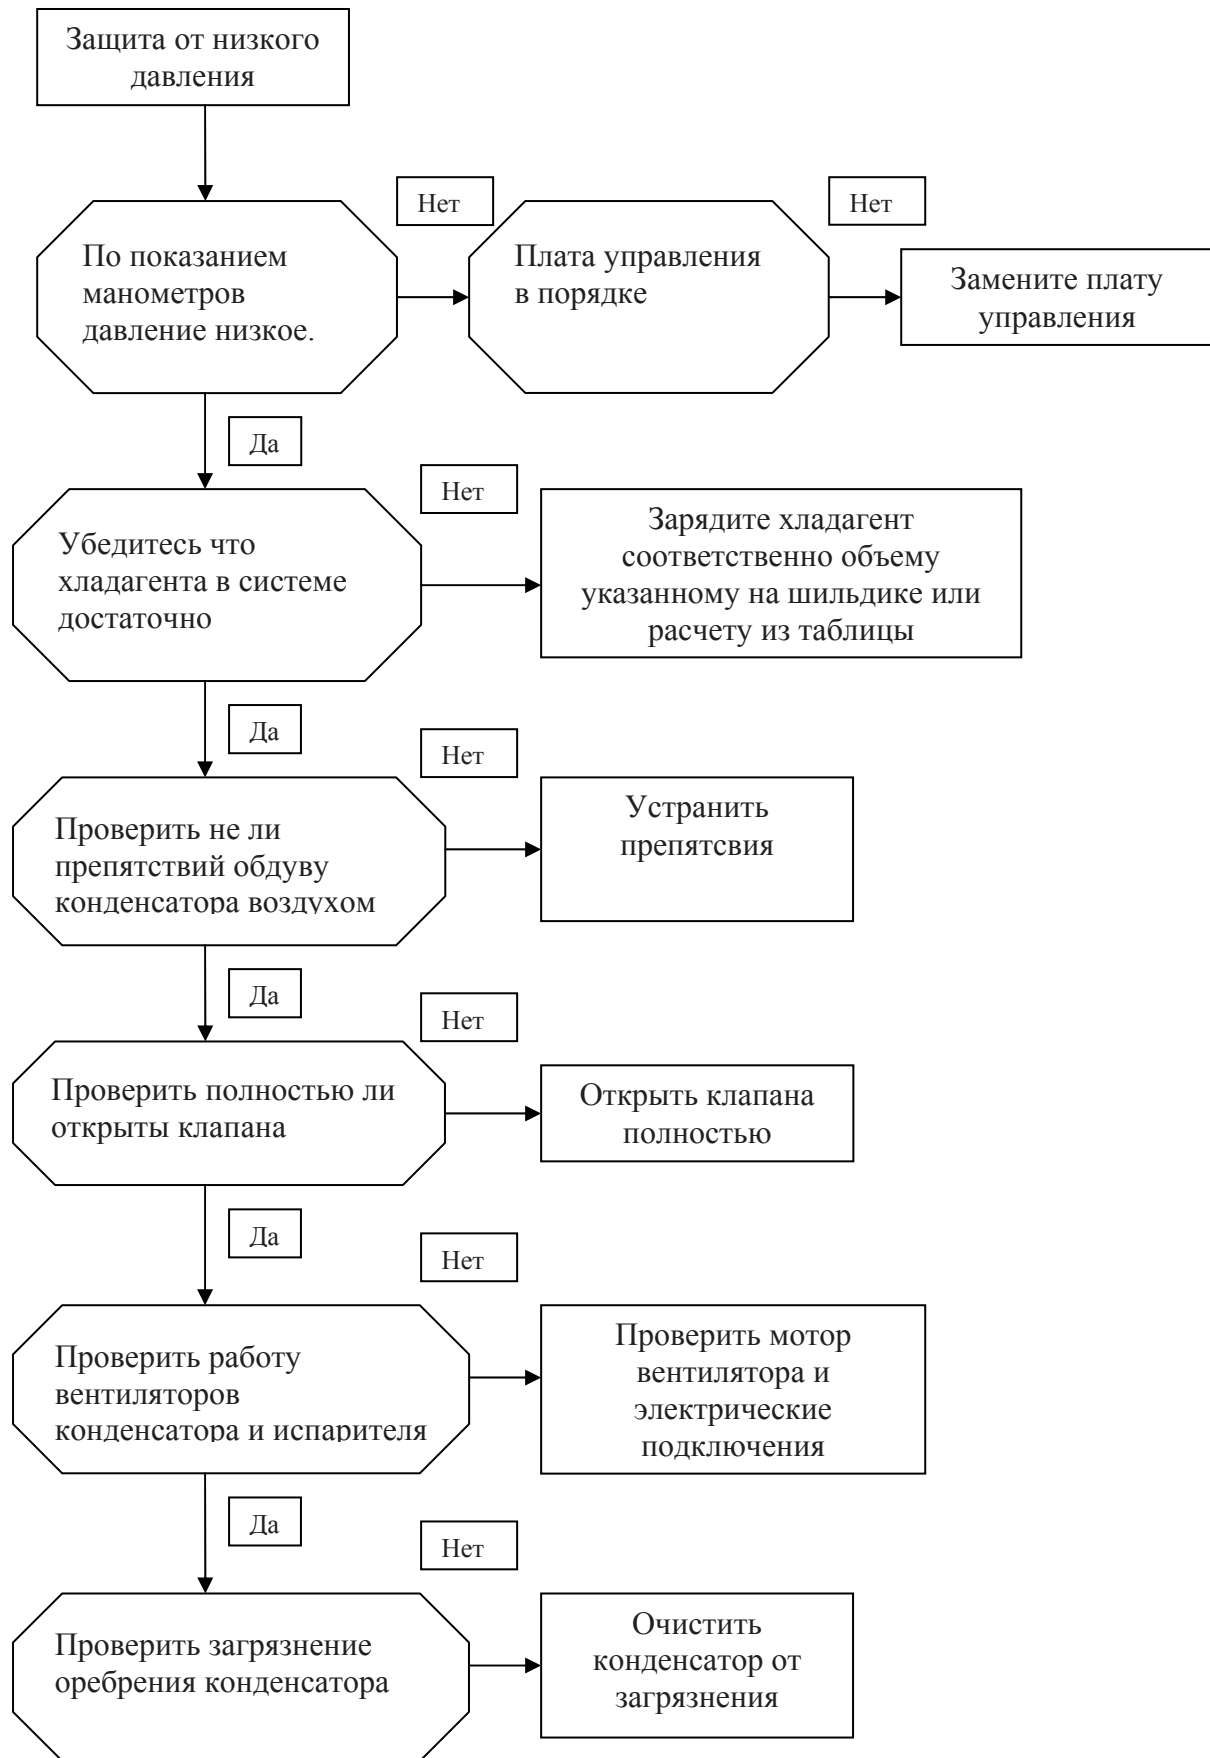 Защита от низкого
давления
Нет
Нет
По показанием
манометров
давление низкое.
Плата управления
в порядке
Замените плату
управления
Да
Нет
Убедитесь что
хладагента в системе
достаточно
Зарядите хладагент
соответственно объему
указанному на шильдике или
расчету из таблицы
Да
Нет
Проверить не ли
препятствий обдуву
конденсатора воздухом
Устранить
препятсвия
Да
Нет
Проверить полностью ли
открыты клапана
Открыть клапана
полностью
Да
Нет
Проверить работу
вентиляторов
конденсатора и испарителя
Проверить мотор
вентилятора и
электрические
подключения
Да
Нет
Проверить загрязнение
оребрения конденсатора
Очистить
конденсатор от
загрязнения